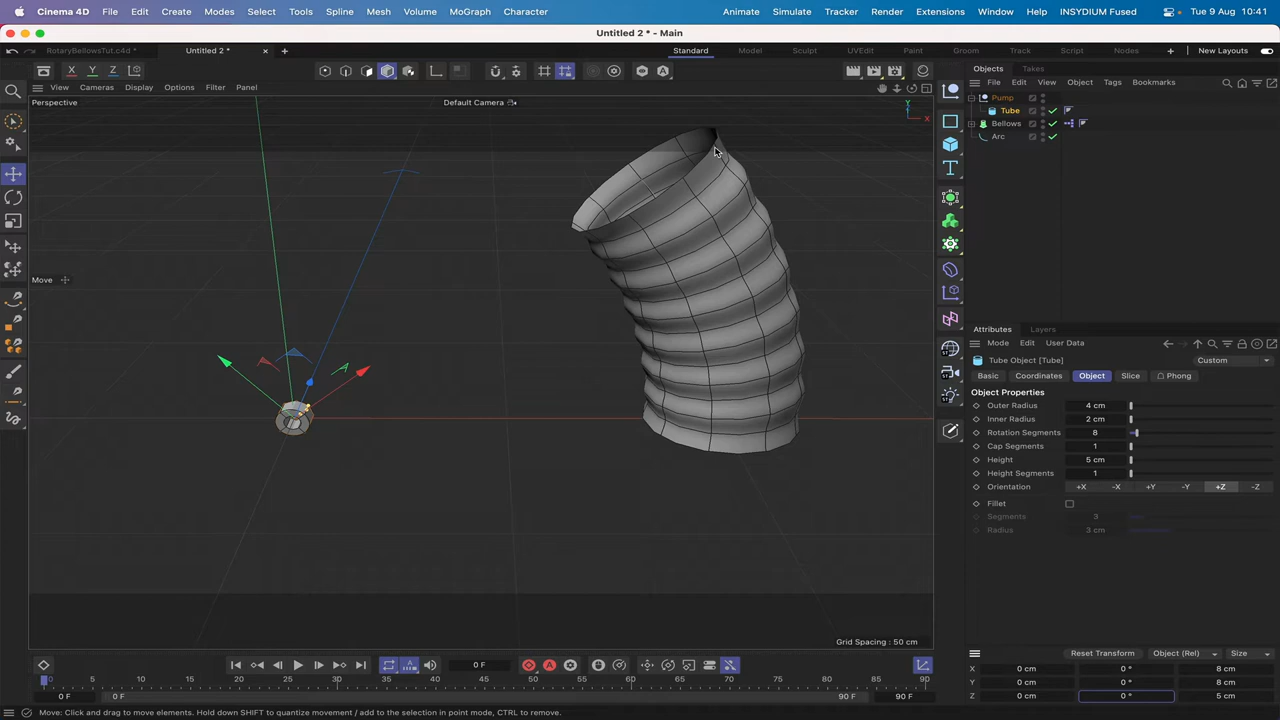 Cinema 4D File Edit Create Modes Select Tools Spline Mesh Volume MoGraph Character Animate Simulate Tracker Render Extensions Window Help INSYDIUM Fused Tue 9 Aug 10:41
Untitled 2 * - Main
RotaryBellowsTut.c4d * Untitled 2 * × + Standard Model Sculpt UVEdit Paint Groom Track Script Nodes + New Layouts
X Y Z Objects Takes
View Cameras Display Options Filter Panel File Edit View Object Tags Bookmarks
Perspective Default Camera Y X Pump
Tube
Bellows
Arc
Move
Attributes Layers
Mode Edit User Data
Tube Object [Tube] Custom
Basic Coordinates Object Slice Phong
Object Properties
Outer Radius 4 cm
Inner Radius 2 cm
Rotation Segments 8
Cap Segments 1
Height 5 cm
Height Segments 1
Orientation +X -X +Y -Y +Z -Z
Fillet
Segments 3
Radius 3 cm
Grid Spacing : 50 cm
Reset Transform Object (Rel) Size
0 F
X 0 cm 0 ° 8 cm
0 5 10 15 20 25 30 35 40 45 50 55 60 65 70 75 80 85 90
Y 0 cm 0 ° 8 cm
0 F 0 F 90 F 90 F
Z 0 cm 0 ° 5 cm
Move: Click and drag to move elements. Hold down SHIFT to quantize movement / add to the selection in point mode, CTRL to remove.